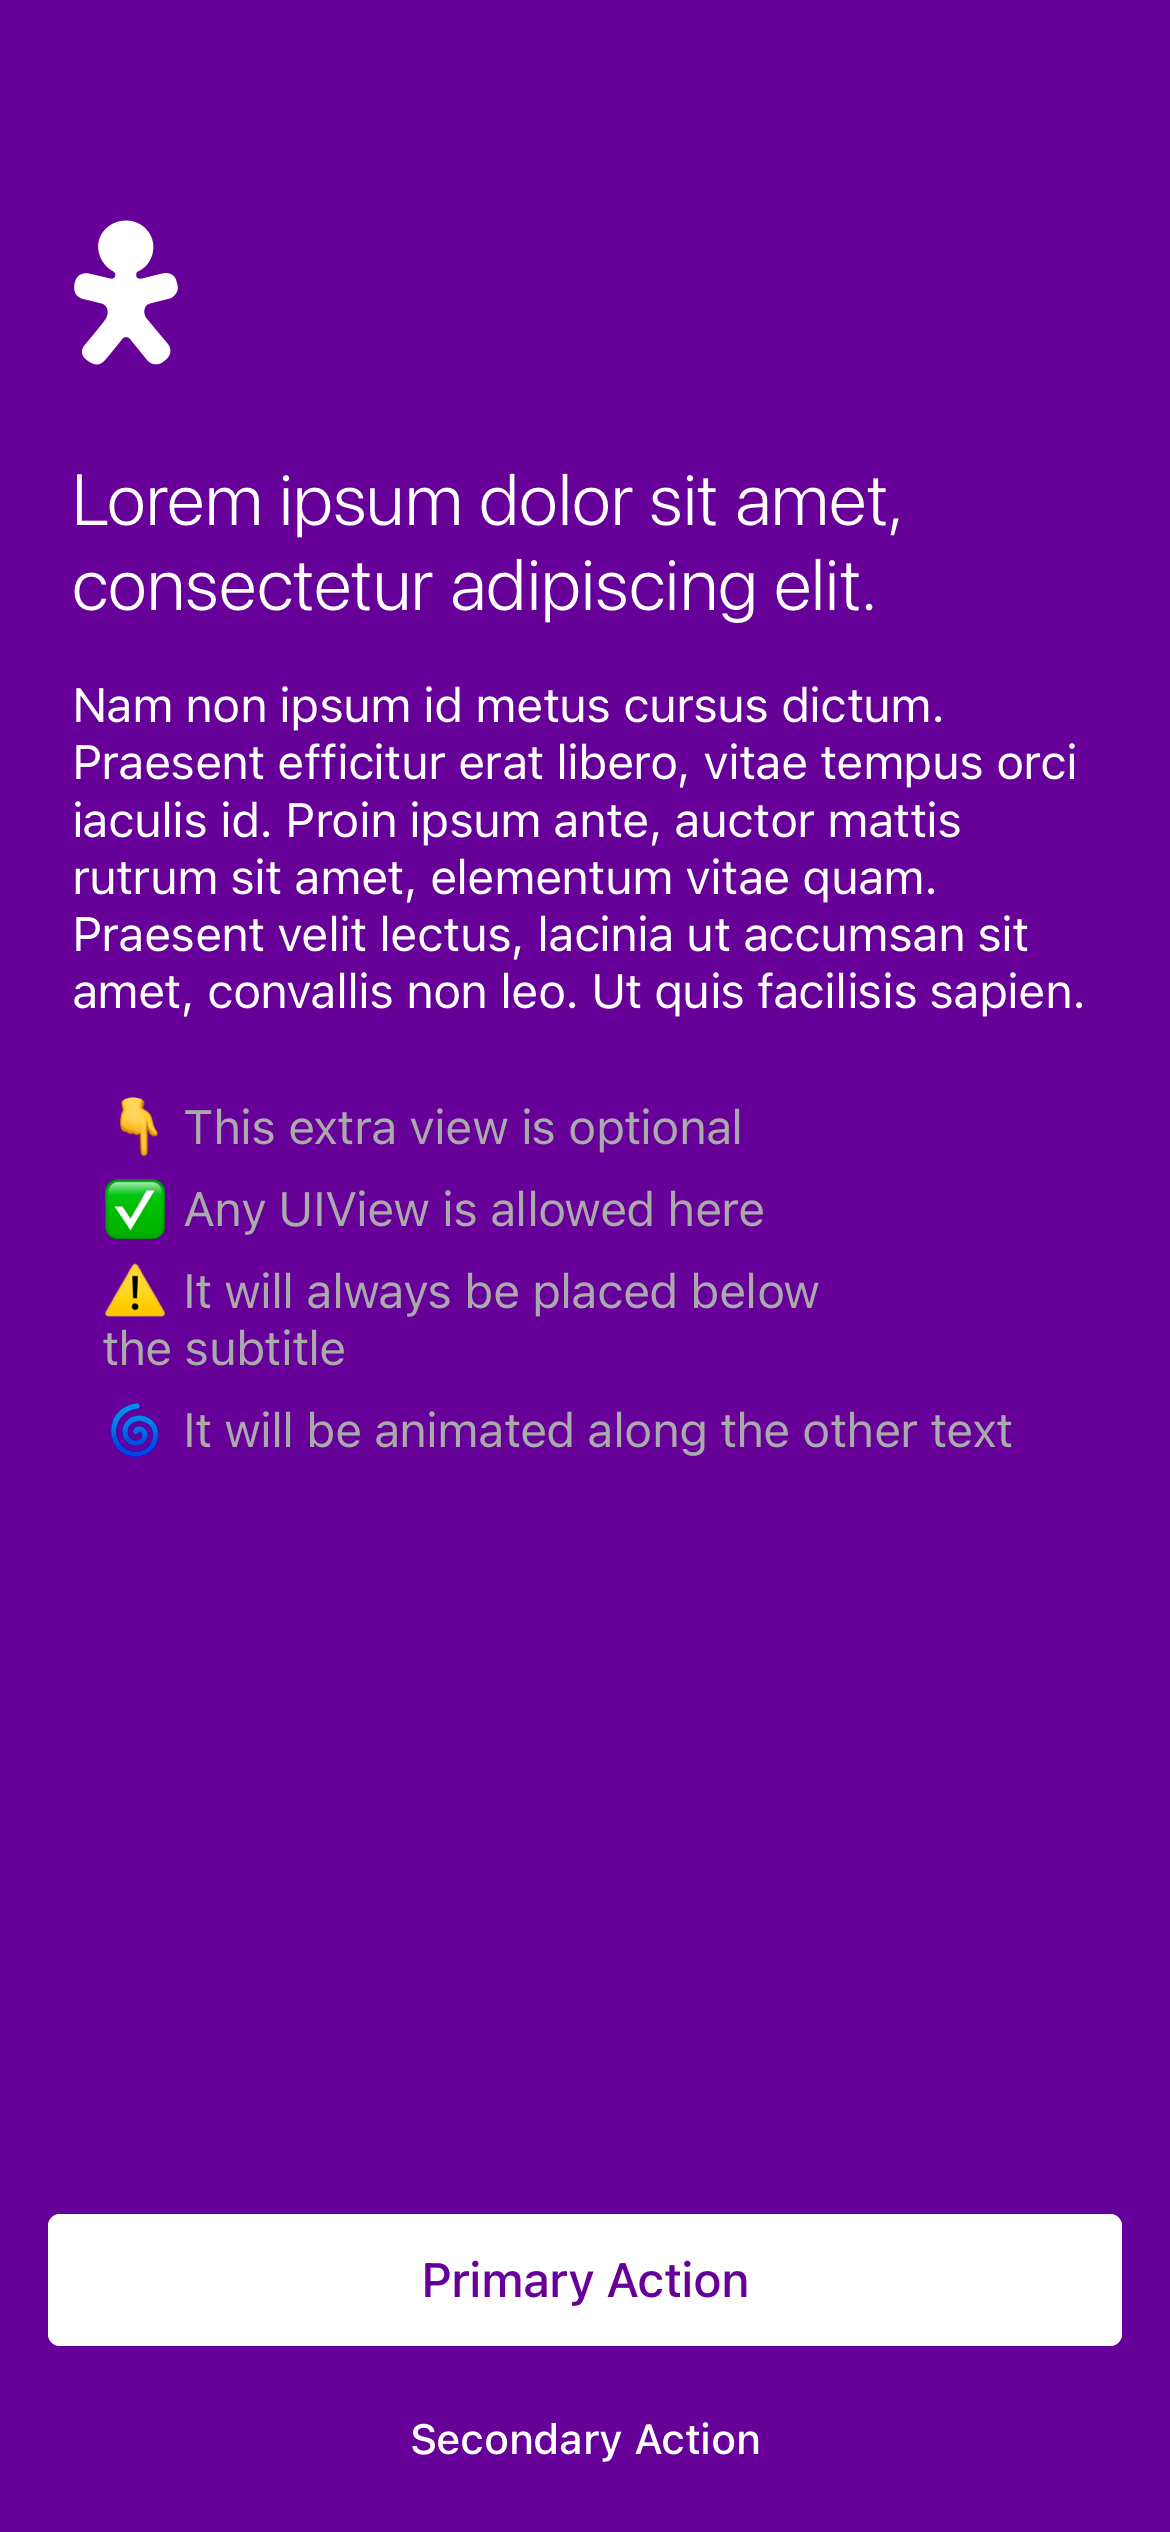 Lorem ipsum dolor sit amet,
consectetur adipiscing elit.
Nam non ipsum id metus cursus dictum.
Praesent efficitur erat libero, vitae tempus orci
iaculis id. Proin ipsum ante, auctor mattis
rutrum sit amet, elementum vitae quam.
Praesent velit lectus, lacinia ut accumsan sit
amet, convallis non leo. Ut quis facilisis sapien.
👇 This extra view is optional
✅ Any UIView is allowed here
⚠️ It will always be placed below
the subtitle
🌀 It will be animated along the other text
Primary Action
Secondary Action